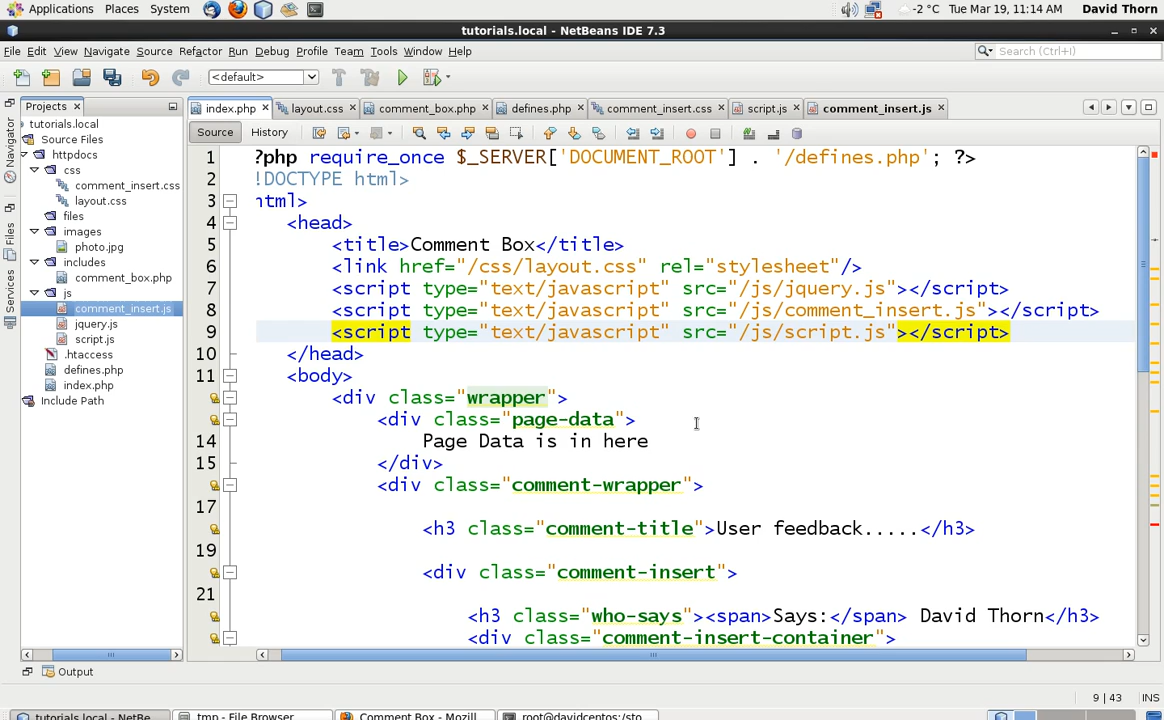 Applications Places System -2 °C Tue Mar 19, 11:14 AM David Thorn
tutorials.local - NetBeans IDE 7.3
File Edit View Navigate Source Refactor Run Debug Profile Team Tools Window Help Search (Ctrl+I)
<default>
Projects index.php layout.css comment_box.php defines.php comment_insert.css script.js comment_insert.js
Source History
Navigator
Files
Services
tutorials.local
Source Files
httpdocs
css
comment_insert.css
layout.css
files
images
photo.jpg
includes
comment_box.php
js
comment_insert.js
jquery.js
script.js
.htaccess
defines.php
index.php
Include Path
1 ?php require_once $_SERVER['DOCUMENT_ROOT'] . '/defines.php'; ?>
2 !DOCTYPE html>
3 html>
4 <head>
5 <title>Comment Box</title>
6 <link href="/css/layout.css" rel="stylesheet"/>
7 <script type="text/javascript" src="/js/jquery.js"></script>
8 <script type="text/javascript" src="/js/comment_insert.js"></script>
9 <script type="text/javascript" src="/js/script.js"></script>
10 </head>
11 <body>
<div class="wrapper">
<div class="page-data">
14 Page Data is in here
15 </div>
<div class="comment-wrapper">
17
<h3 class="comment-title">User feedback.....</h3>
19
<div class="comment-insert">
21
<h3 class="who-says"><span>Says:</span> David Thorn</h3>
<div class="comment-insert-container">
Output
9 | 43 INS
tutorials.local - NetBe... tmp - File Browser Comment Box - Mozill... root@davidcentos:/sto...